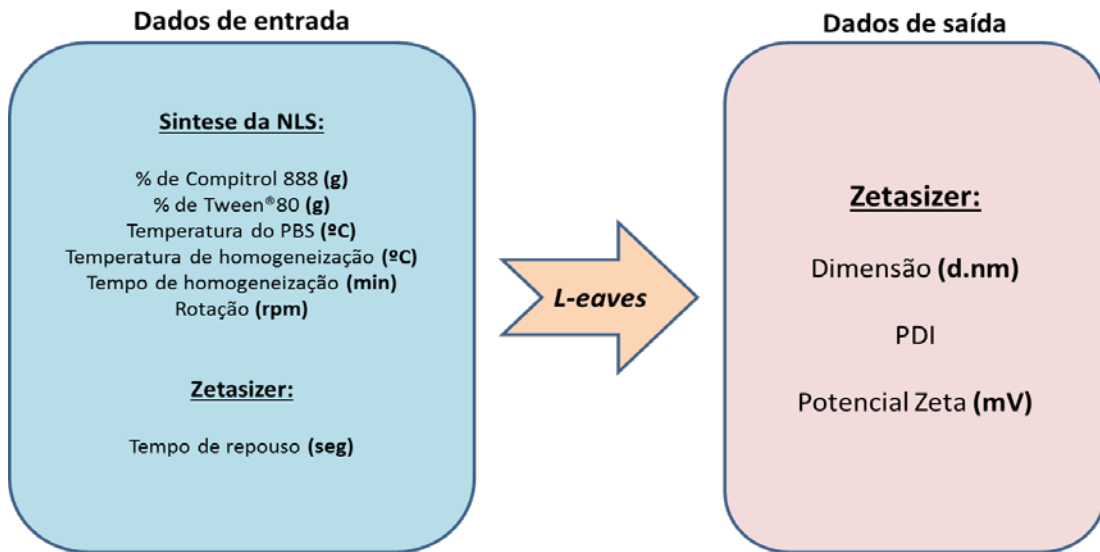 Dados de entrada
Sintese da NLS:
% de Compitrol 888 (g)
% de Tween®80 (g)
Temperatura do PBS (ºC)
Temperatura de homogeneização (ºC)
Tempo de homogeneização (min)
Rotação (rpm)
Zetasizer:
Tempo de repouso (seg)
L-eaves
Dados de saída
Zetasizer:
Dimensão (d.nm)
PDI
Potencial Zeta (mV)